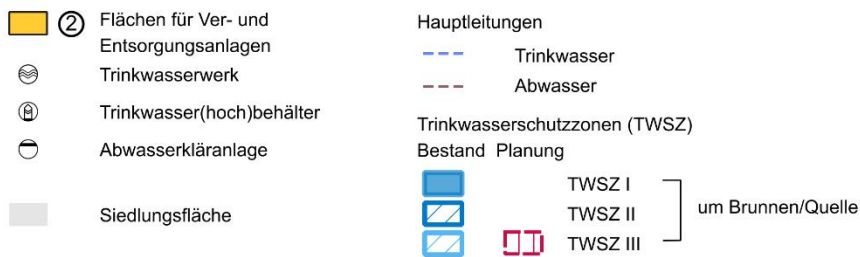 ② Flächen für Ver- und
Entsorgungsanlagen
Trinkwasserwerk
Trinkwasser(hoch)behälter
Abwasserkläranlage
Siedlungsfläche
Hauptleitungen
Trinkwasser
Abwasser
Trinkwasserschutzzonen (TWSZ)
Bestand Planung
TWSZ I
TWSZ II
um Brunnen/Quelle
TWSZ III